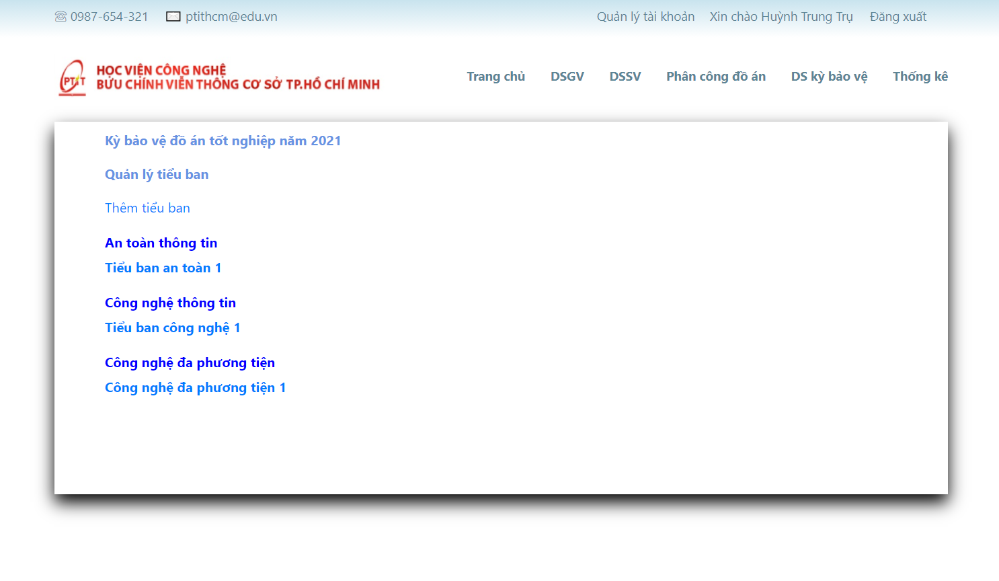 0987-654-321 ptithcm@edu.vn Quản lý tài khoản Xin chào Huỳnh Trung Trụ Đăng xuất
PTIT
HỌC VIỆN CÔNG NGHỆ
BƯU CHÍNH VIỄN THÔNG CƠ SỞ TP.HỒ CHÍ MINH
Trang chủ DSGV DSSV Phân công đồ án DS kỳ bảo vệ Thống kê
Kỳ bảo vệ đồ án tốt nghiệp năm 2021
Quản lý tiểu ban
Thêm tiểu ban
An toàn thông tin
Tiểu ban an toàn 1
Công nghệ thông tin
Tiểu ban công nghệ 1
Công nghệ đa phương tiện
Công nghệ đa phương tiện 1